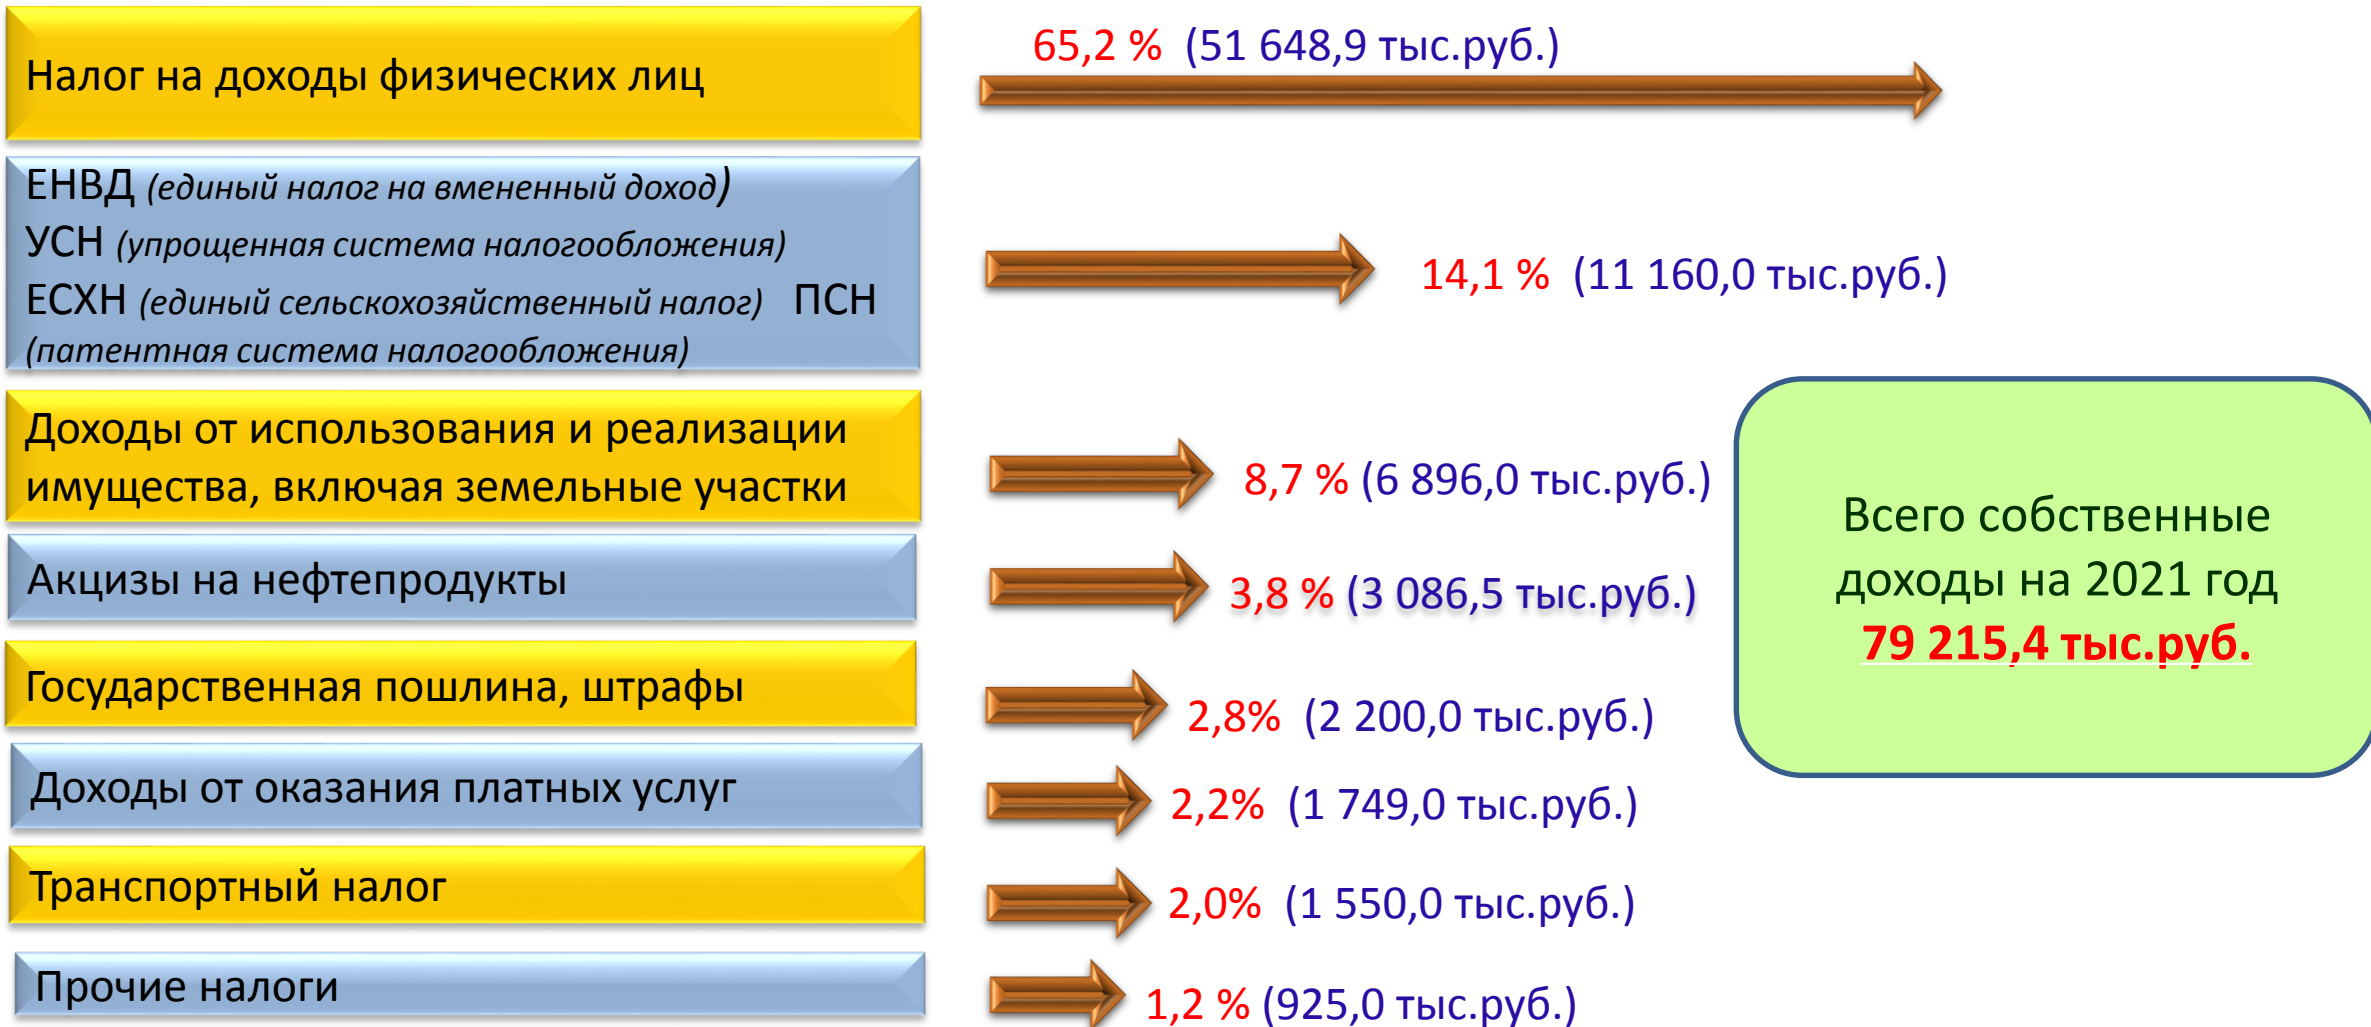 Налог на доходы физических лиц
65,2 % (51 648,9 тыс.руб.)
ЕНВД (единый налог на вмененный доход)
УСН (упрощенная система налогообложения)
ЕСХН (единый сельскохозяйственный налог) ПСН
(патентная система налогообложения)
14,1 % (11 160,0 тыс.руб.)
Доходы от использования и реализации
имущества, включая земельные участки
8,7 % (6 896,0 тыс.руб.)
Акцизы на нефтепродукты
3,8 % (3 086,5 тыс.руб.)
Государственная пошлина, штрафы
2,8% (2 200,0 тыс.руб.)
Доходы от оказания платных услуг
2,2% (1 749,0 тыс.руб.)
Транспортный налог
2,0% (1 550,0 тыс.руб.)
Прочие налоги
1,2 % (925,0 тыс.руб.)
Всего собственные
доходы на 2021 год
79 215,4 тыс.руб.